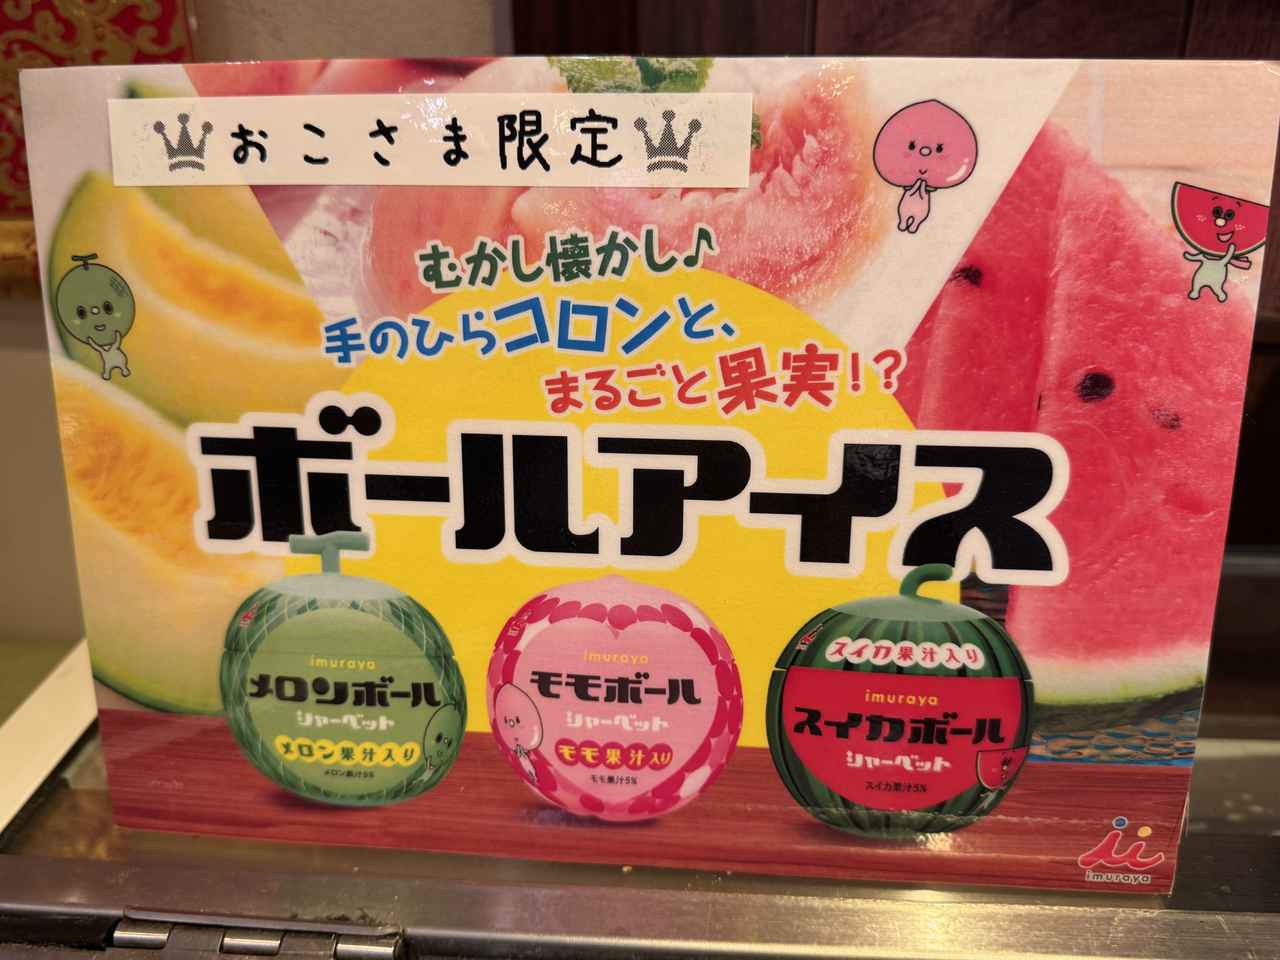 おこさま限定
むかし懐かし♪
手のひらコロンと、
まるごと果実!?
ボールアイス
imuraya
メロンボール
シャーベット
メロン果汁入り
メロン果汁5%
imuraya
モモボール
シャーベット
モモ果汁入り
モモ果汁5%
スイカ果汁入り
imuraya
スイカボール
シャーベット
スイカ果汁5%
imuraya